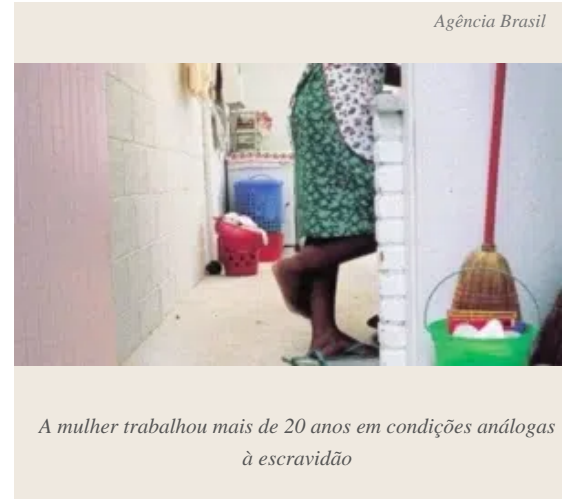 Agência Brasil
A mulher trabalhou mais de 20 anos em condições análogas
à escravidão